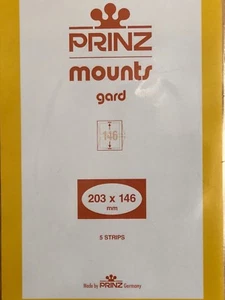 PRINZ
mounts
gard
146
203 x 146
mm
5 STRIPS
Made by PRINZ Germany